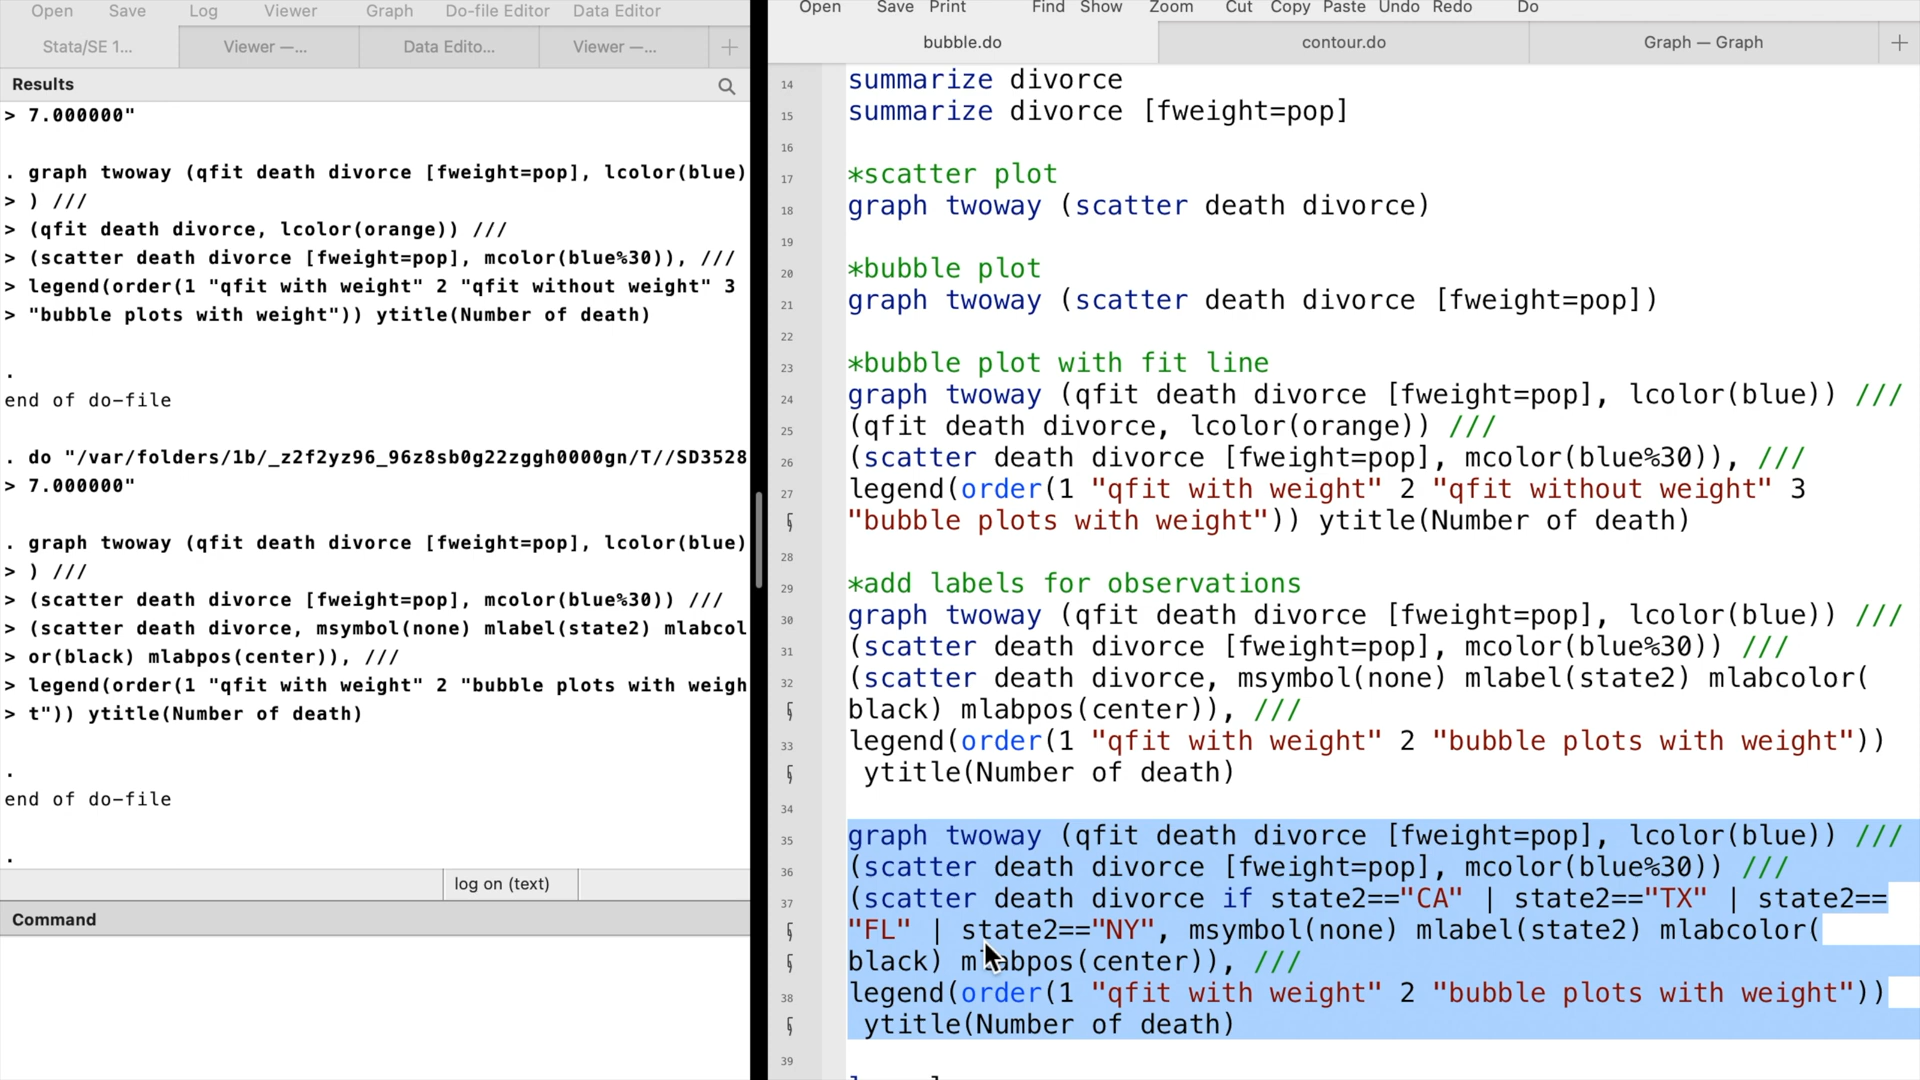 Open Save Log Viewer Graph Do-file Editor Data Editor
Stata/SE 1... Viewer —... Data Edito... Viewer —... +
Results
> 7.000000"
. graph twoway (qfit death divorce [fweight=pop], lcolor(blue)
> ) ///
> (qfit death divorce, lcolor(orange)) ///
> (scatter death divorce [fweight=pop], mcolor(blue%30)), ///
> legend(order(1 "qfit with weight" 2 "qfit without weight" 3
> "bubble plots with weight")) ytitle(Number of death)
.
end of do-file
. do "/var/folders/1b/_z2f2yz96_96z8sb0g22zggh0000gn/T//SD3528
> 7.000000"
. graph twoway (qfit death divorce [fweight=pop], lcolor(blue)
> ) ///
> (scatter death divorce [fweight=pop], mcolor(blue%30)) ///
> (scatter death divorce, msymbol(none) mlabel(state2) mlabcol
> or(black) mlabpos(center)), ///
> legend(order(1 "qfit with weight" 2 "bubble plots with weigh
> t")) ytitle(Number of death)
.
end of do-file
.
log on (text)
Command
Open Save Print Find Show Zoom Cut Copy Paste Undo Redo Do
bubble.do contour.do Graph — Graph +
14 summarize divorce
15 summarize divorce [fweight=pop]
16
17 *scatter plot
18 graph twoway (scatter death divorce)
19
20 *bubble plot
21 graph twoway (scatter death divorce [fweight=pop])
22
23 *bubble plot with fit line
24 graph twoway (qfit death divorce [fweight=pop], lcolor(blue)) ///
25 (qfit death divorce, lcolor(orange)) ///
26 (scatter death divorce [fweight=pop], mcolor(blue%30)), ///
27 legend(order(1 "qfit with weight" 2 "qfit without weight" 3
"bubble plots with weight")) ytitle(Number of death)
28
29 *add labels for observations
30 graph twoway (qfit death divorce [fweight=pop], lcolor(blue)) ///
31 (scatter death divorce [fweight=pop], mcolor(blue%30)) ///
32 (scatter death divorce, msymbol(none) mlabel(state2) mlabcolor(
black) mlabpos(center)), ///
33 legend(order(1 "qfit with weight" 2 "bubble plots with weight"))
ytitle(Number of death)
34
35 graph twoway (qfit death divorce [fweight=pop], lcolor(blue)) ///
36 (scatter death divorce [fweight=pop], mcolor(blue%30)) ///
37 (scatter death divorce if state2=="CA" | state2=="TX" | state2==
"FL" | state2=="NY", msymbol(none) mlabel(state2) mlabcolor(
black) mlabpos(center)), ///
38 legend(order(1 "qfit with weight" 2 "bubble plots with weight"))
ytitle(Number of death)
39